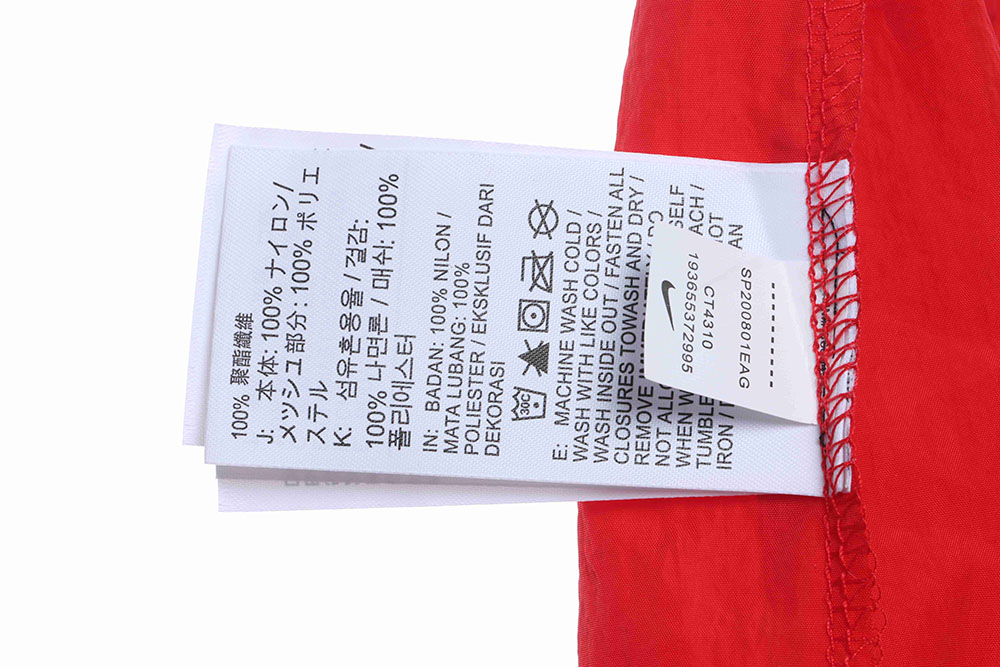 100% 聚酯纖維
J: 本体: 100% ナイロン/
メッシュ部分: 100% ポリエ
ステル
K: 섬유혼용율 / 겉감:
100% 나면론 / 매쉬: 100%
폴리에스터
IN: BADAN: 100% NILON /
MATA LUBANG: 100%
POLIESTER / EKSKLUSIF DARI
DEKORASI
30C
E: MACHINE WASH COLD /
WASH WITH LIKE COLORS /
WASH INSIDE OUT / FASTEN ALL
CLOSURES TOWASH AND DRY /
REMOVE
NOT ALL
WHEN W SELF
TUMBLE EACH /
IRON /
193655372995
CT4310
SP200801EAG